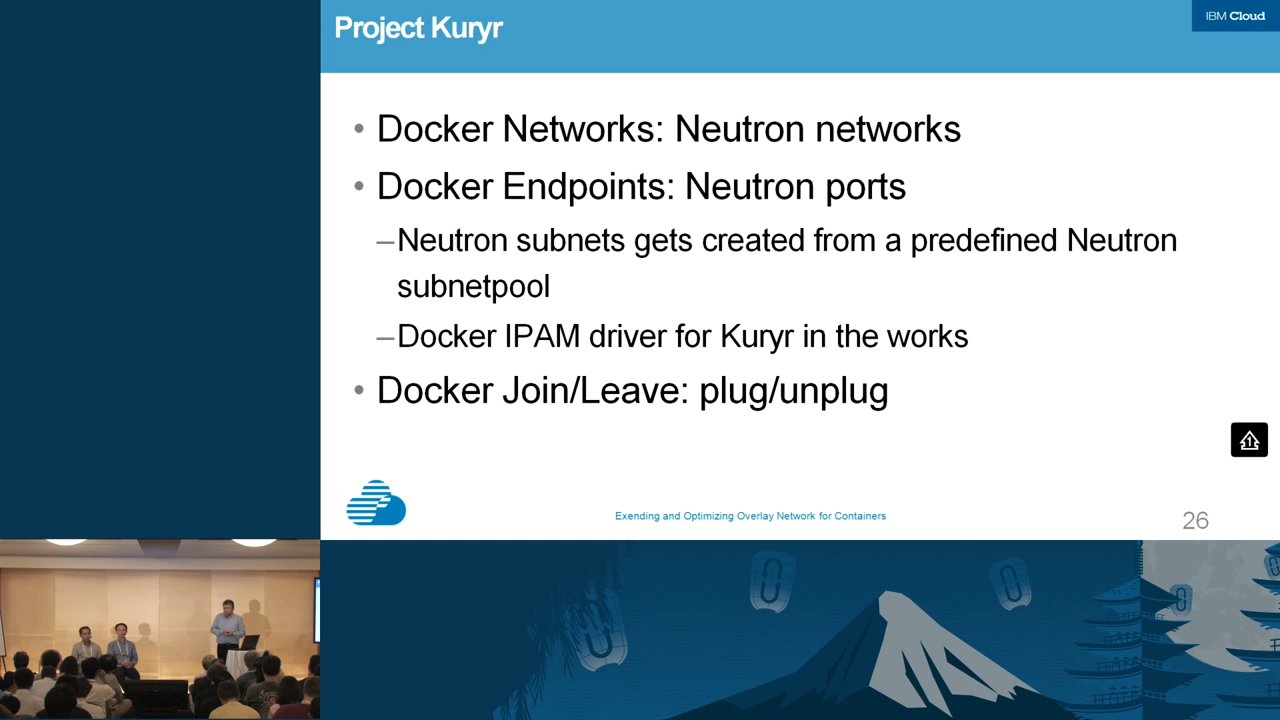 Project Kuryr
IBM Cloud
• Docker Networks: Neutron networks
• Docker Endpoints: Neutron ports
–Neutron subnets gets created from a predefined Neutron
subnetpool
–Docker IPAM driver for Kuryr in the works
• Docker Join/Leave: plug/unplug
1
Exending and Optimizing Overlay Network for Containers
26